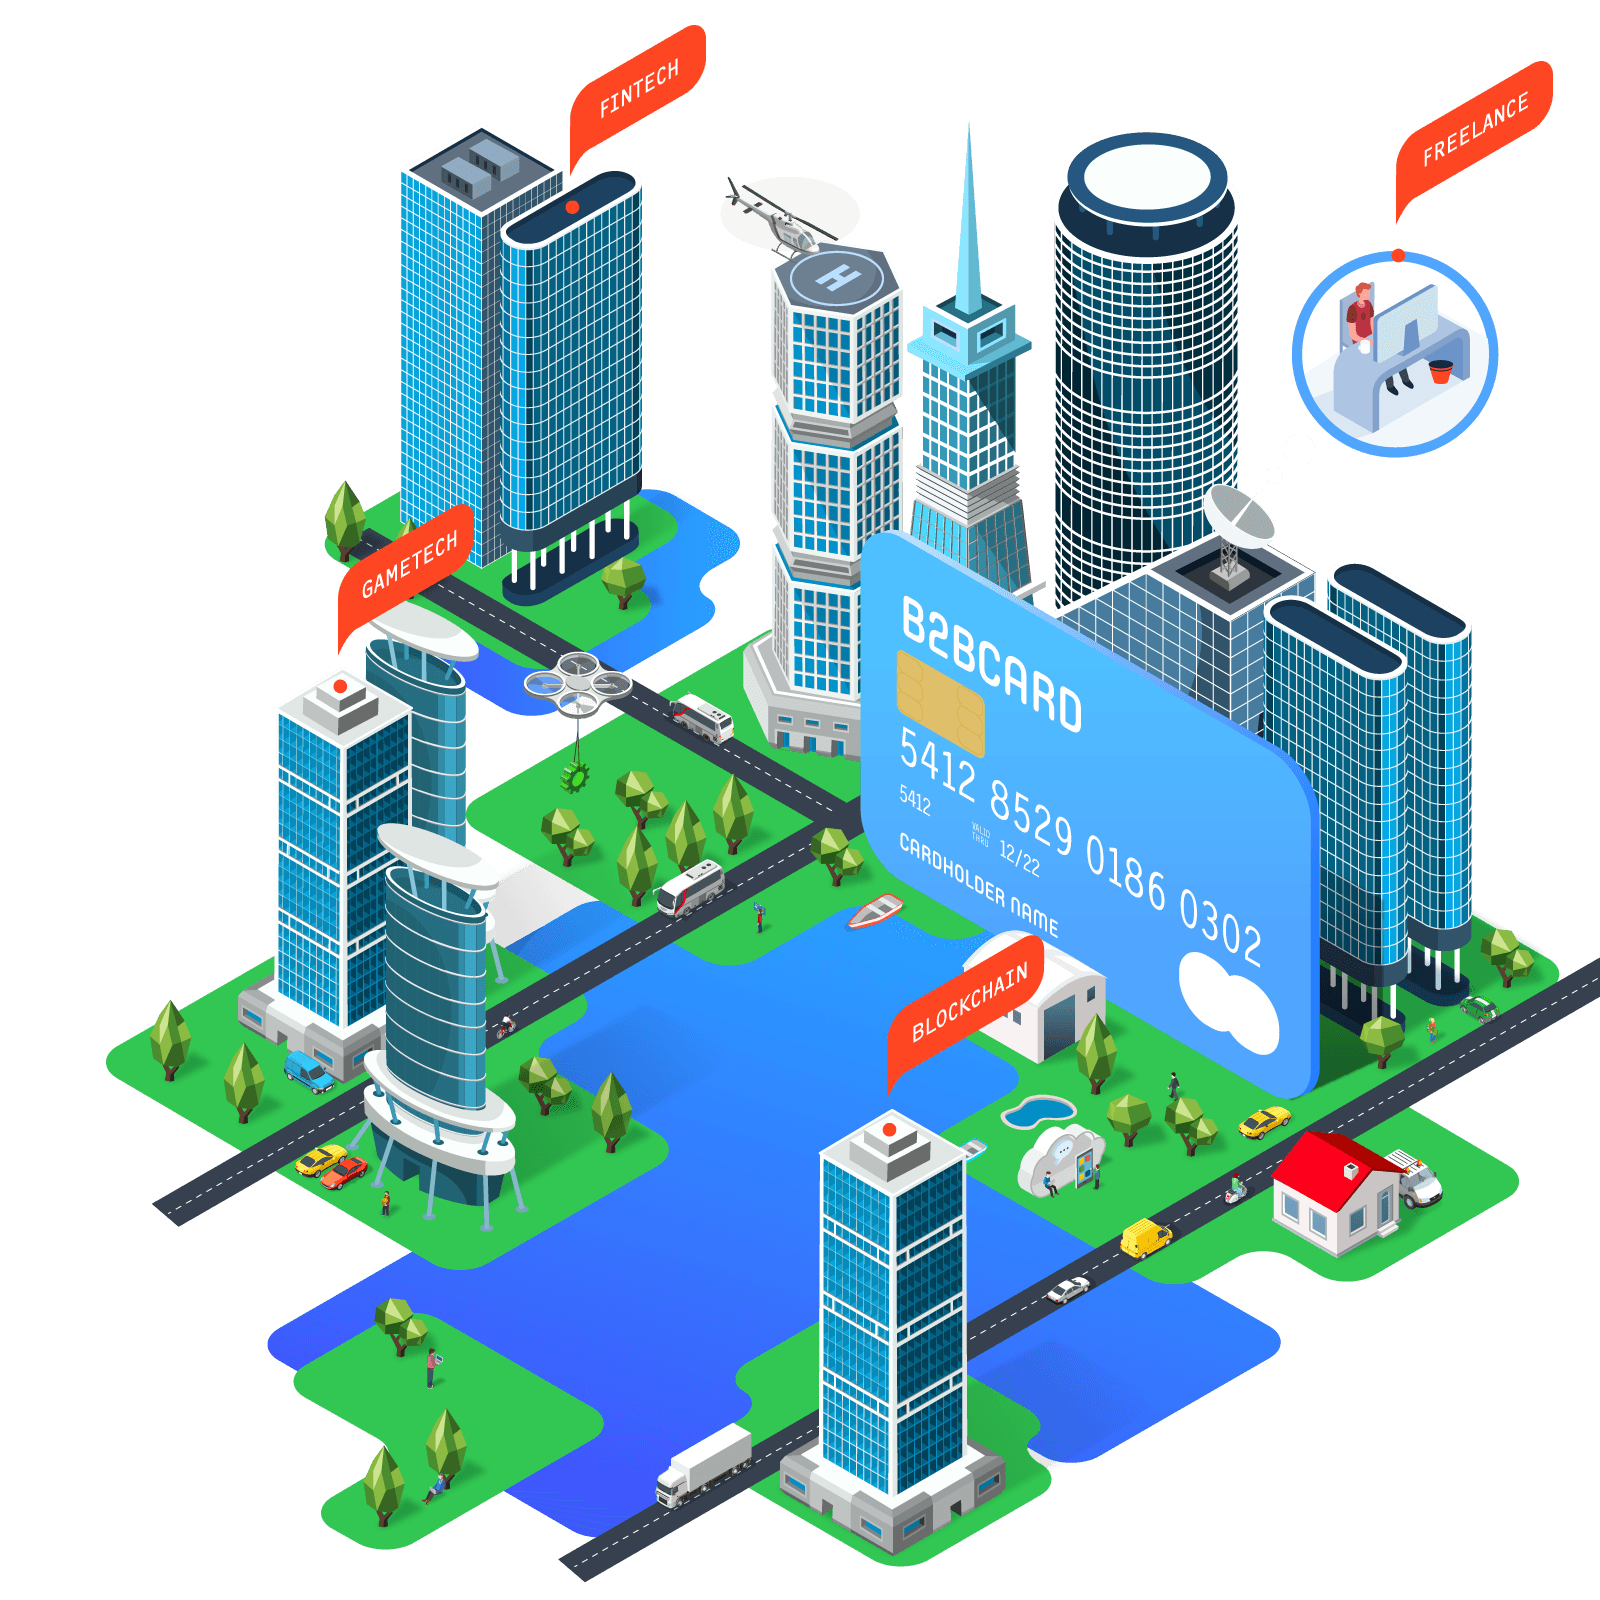 FINTECH
FREELANCE
H
GAMETECH
B2BCARD
5412 8529 0186 0302
5412
VALID
THRU
12/22
CARDHOLDER NAME
BLOCKCHAIN